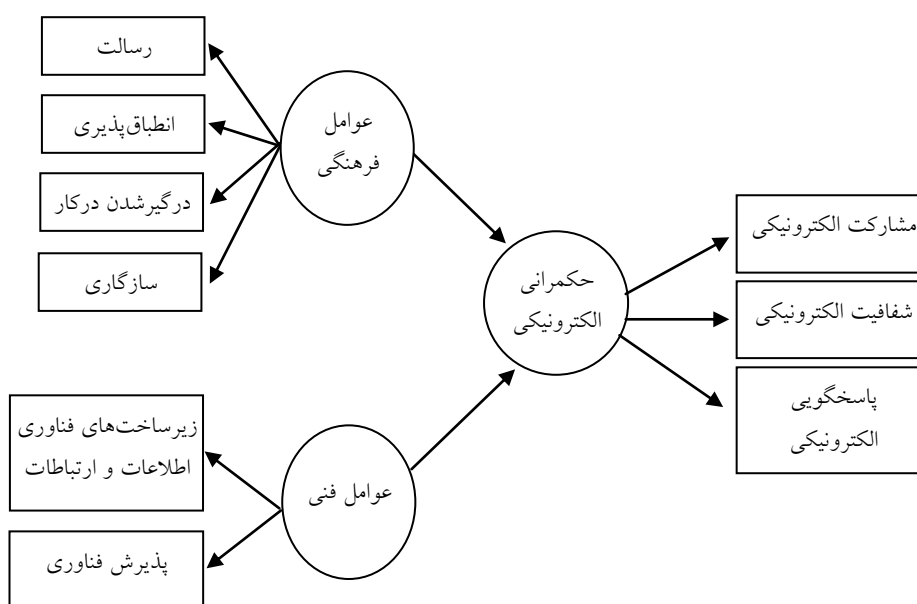 رسالت
انطباق‌پذیری
درگیرشدن درکار
سازگاری
عوامل
فرهنگی
حکمرانی
الکترونیکی
مشارکت الکترونیکی
شفافیت الکترونیکی
پاسخگویی
الکترونیکی
زیرساخت‌های فناوری
اطلاعات و ارتباطات
پذیرش فناوری
عوامل فنی